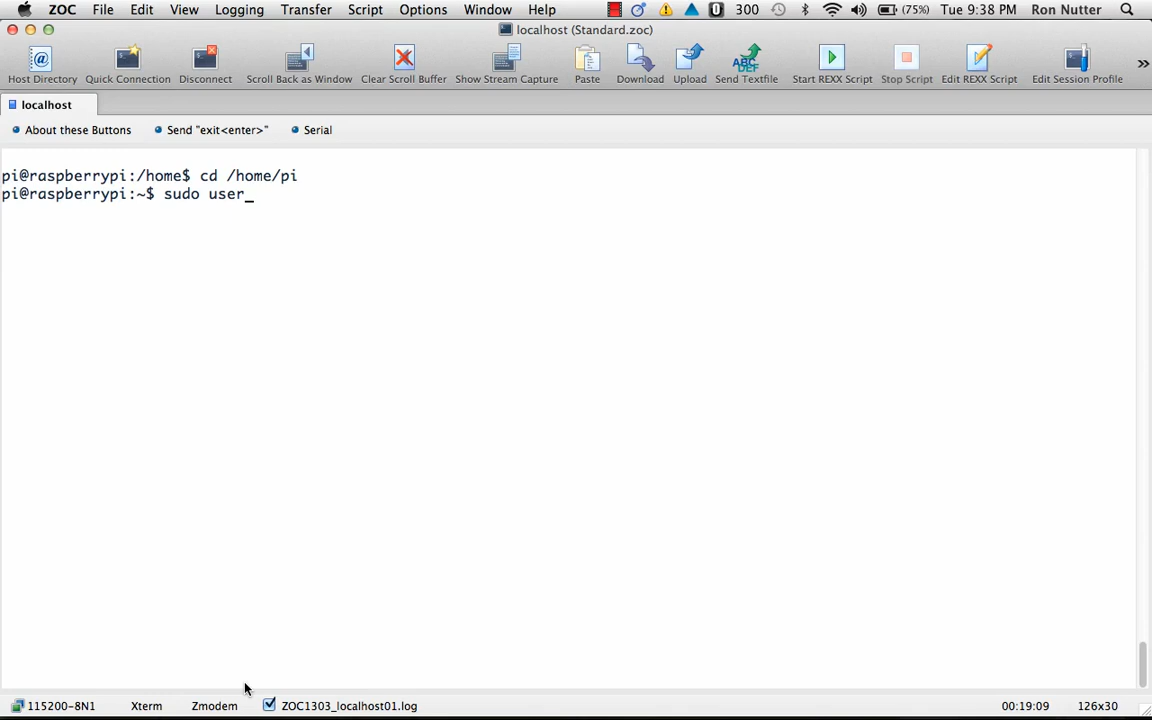 ZOC File Edit View Logging Transfer Script Options Window Help 300 (75%) Tue 9:38 PM Ron Nutter
localhost (Standard.zoc)
Host Directory Quick Connection Disconnect Scroll Back as Window Clear Scroll Buffer Show Stream Capture Paste Download Upload Send Textfile Start REXX Script Stop Script Edit REXX Script Edit Session Profile »
localhost
About these Buttons Send "exit<enter>" Serial
pi@raspberrypi:/home$ cd /home/pi
pi@raspberrypi:~$ sudo user_
115200-8N1 Xterm Zmodem ZOC1303_localhost01.log 00:19:09 126x30